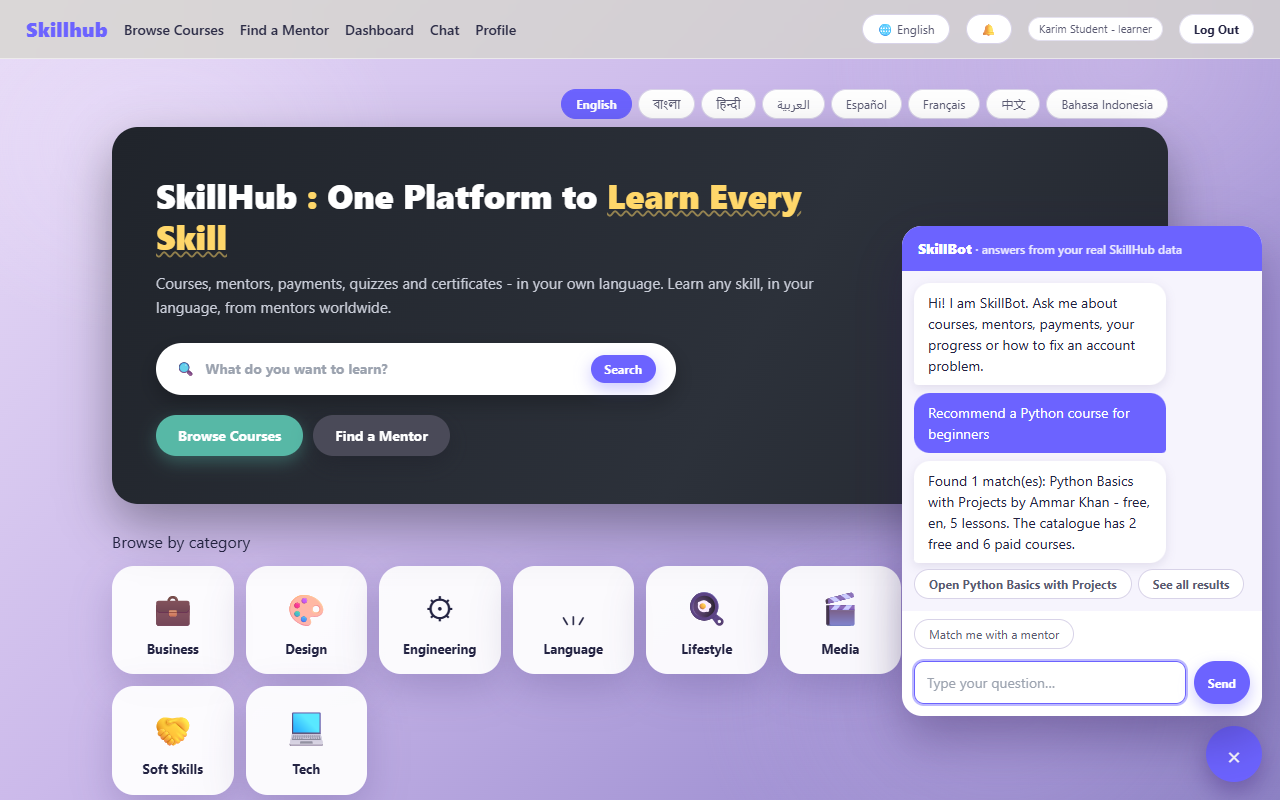 Skillhub
Browse Courses
Find a Mentor
Dashboard
Chat
Profile
English
Karim Student - learner
Log Out
English
বাংলা
हिन्दी
العربية
Español
Français
中文
Bahasa Indonesia
SkillHub : One Platform to Learn Every
Skill
Courses, mentors, payments, quizzes and certificates - in your own language. Learn any skill, in your
language, from mentors worldwide.
What do you want to learn?
Search
Browse Courses
Find a Mentor
Browse by category
Business
Design
Engineering
Language
Lifestyle
Media
Soft Skills
Tech
SkillBot · answers from your real SkillHub data
Hi! I am SkillBot. Ask me about
courses, mentors, payments, your
progress or how to fix an account
problem.
Recommend a Python course for
beginners
Found 1 match(es): Python Basics
with Projects by Ammar Khan - free,
en, 5 lessons. The catalogue has 2
free and 6 paid courses.
Open Python Basics with Projects
See all results
Match me with a mentor
Type your question...
Send